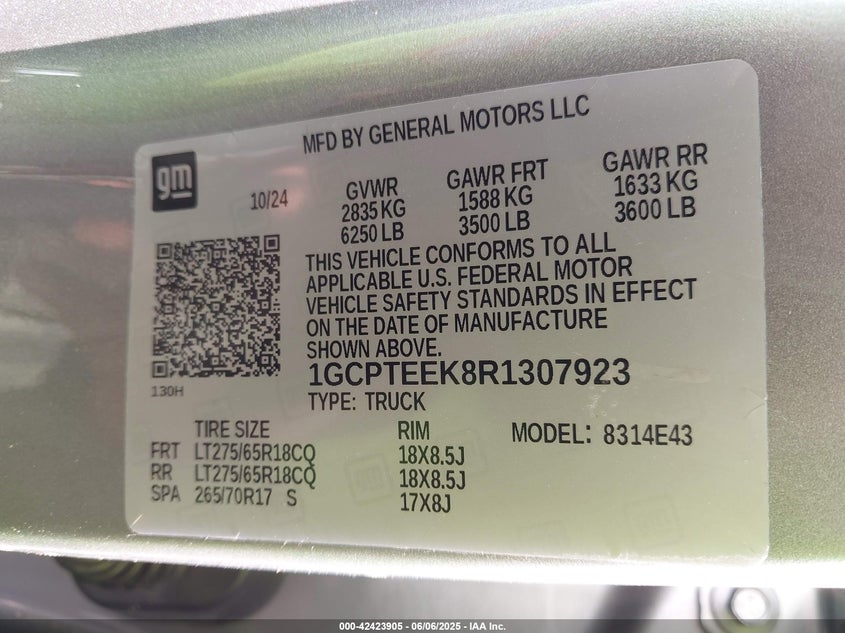 MFD BY GENERAL MOTORS LLC
gm
10/24
GVWR GAWR FRT GAWR RR
2835 KG 1588 KG 1633 KG
6250 LB 3500 LB 3600 LB
THIS VEHICLE CONFORMS TO ALL
APPLICABLE U.S. FEDERAL MOTOR
VEHICLE SAFETY STANDARDS IN EFFECT
ON THE DATE OF MANUFACTURE
SHOWN ABOVE.
130H
1GCPTEEK8R1307923
TYPE: TRUCK
TIRE SIZE RIM MODEL: 8314E43
FRT LT275/65R18CQ 18X8.5J
RR LT275/65R18CQ 18X8.5J
SPA 265/70R17 S 17X8J
000-42423905 - 06/06/2025 - IAA Inc.